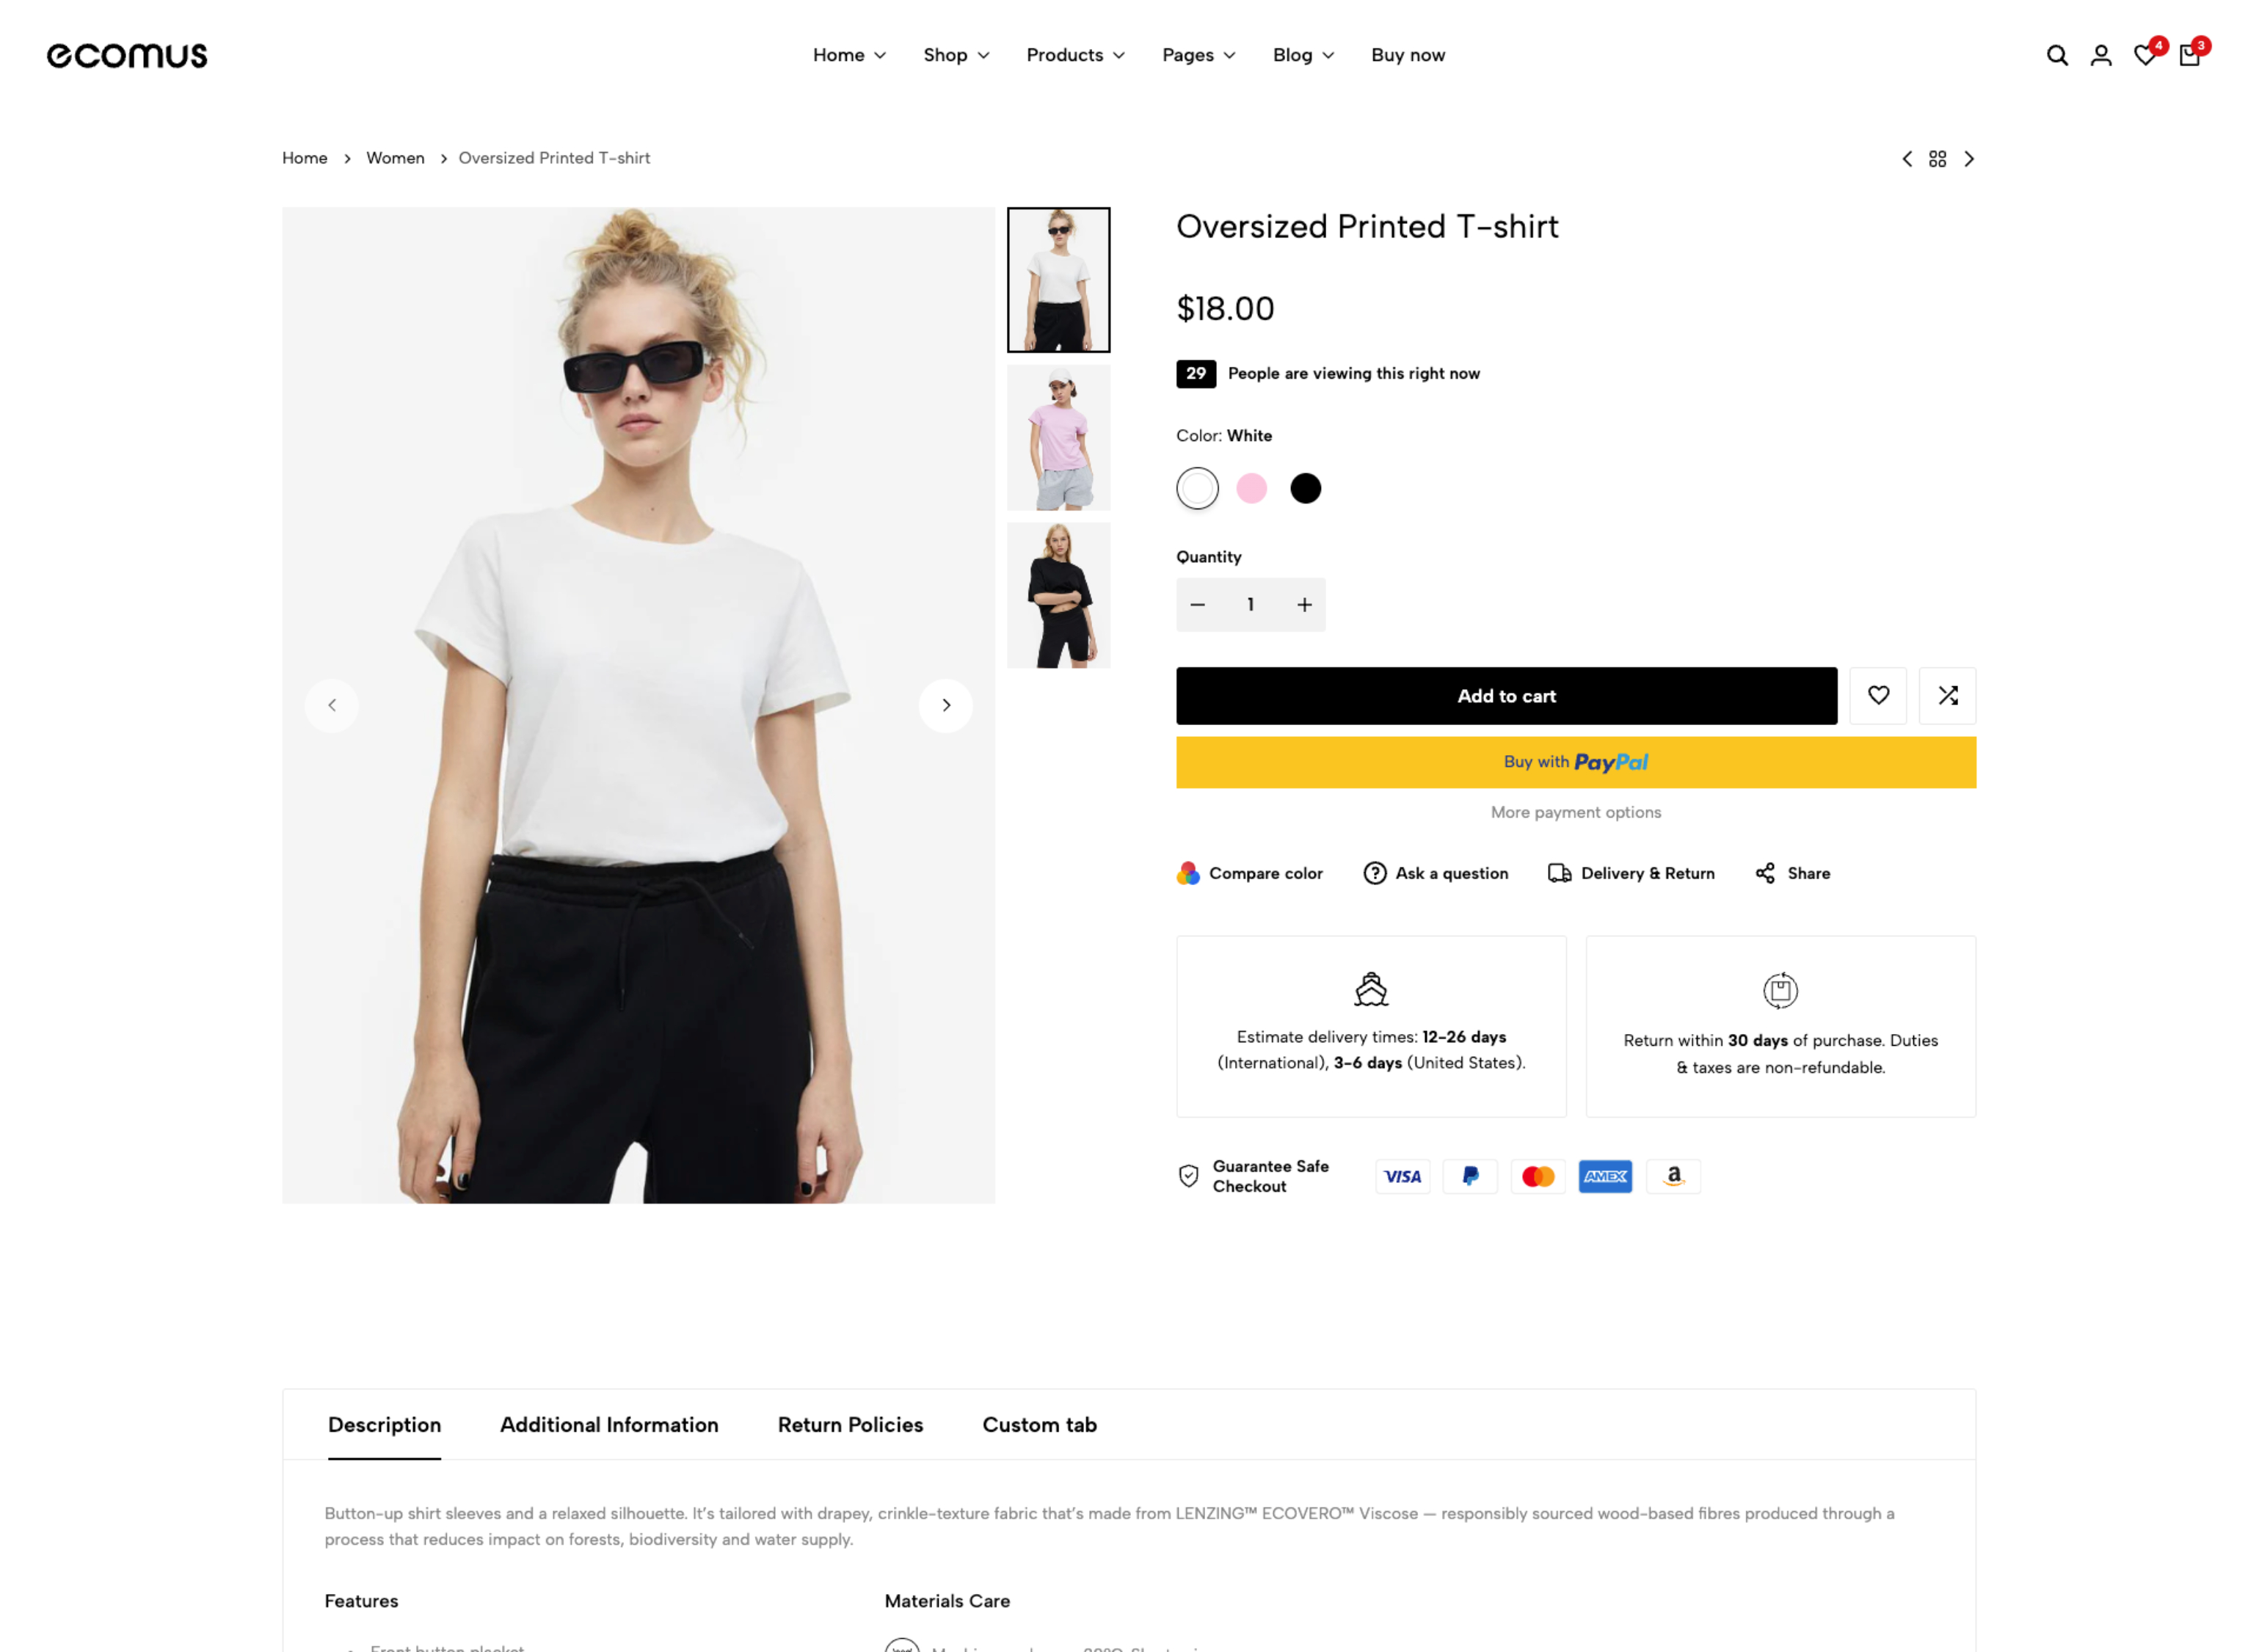 ecomus
Home Shop Products Pages Blog Buy now
4 3
Home > Women > Oversized Printed T-shirt
Oversized Printed T-shirt
$18.00
29 People are viewing this right now
Color: White
Quantity
− 1 +
Add to cart
Buy with PayPal
More payment options
Compare color Ask a question Delivery & Return Share
Estimate delivery times: 12-26 days
(International), 3-6 days (United States).
Return within 30 days of purchase. Duties
& taxes are non-refundable.
Guarantee Safe
Checkout
VISA AMEX a
Description Additional Information Return Policies Custom tab
Button-up shirt sleeves and a relaxed silhouette. It's tailored with drapey, crinkle-texture fabric that's made from LENZING™ ECOVERO™ Viscose — responsibly sourced wood-based fibres produced through a
process that reduces impact on forests, biodiversity and water supply.
Features Materials Care
Front button placket